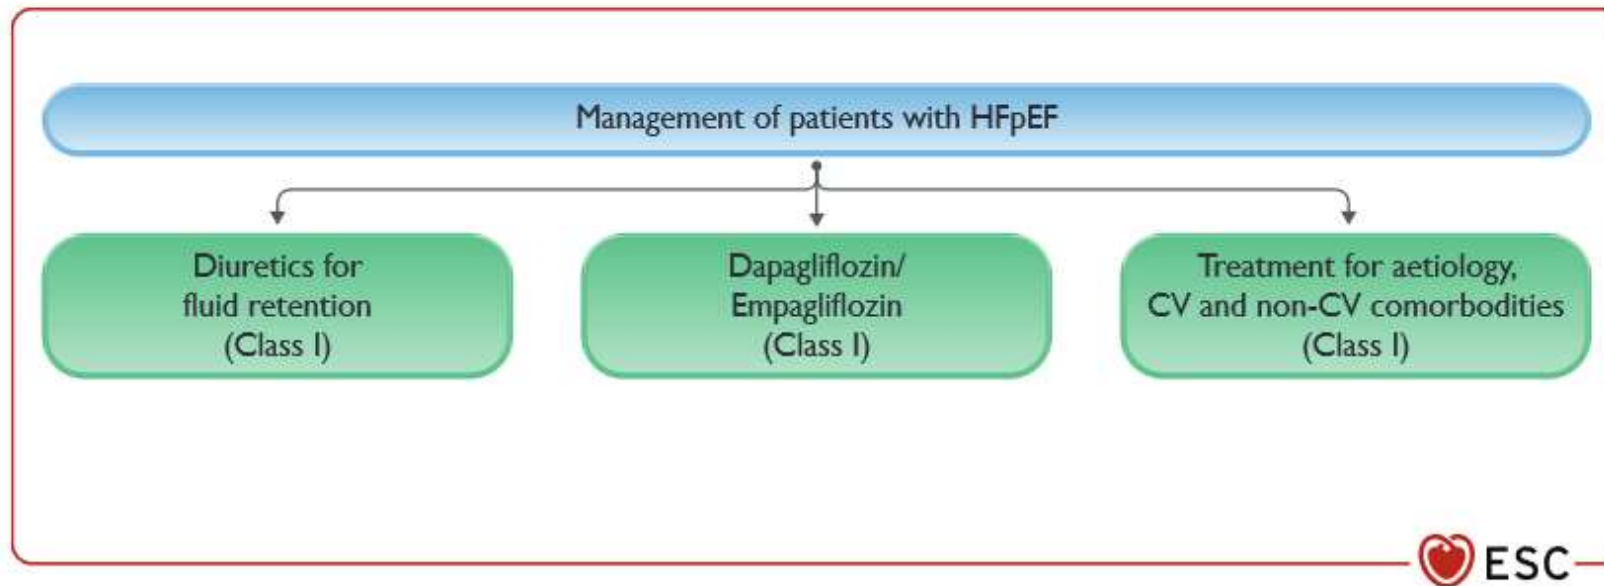 Management of patients with HFpEF
Diuretics for
fluid retention
(Class I)
Dapagliflozin/
Empagliflozin
(Class I)
Treatment for aetiology,
CV and non-CV comorbodities
(Class I)
ESC